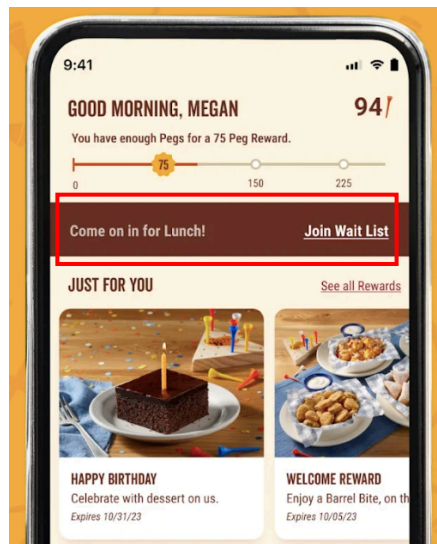 9:41
GOOD MORNING, MEGAN
94
You have enough Pegs for a 75 Peg Reward.
75
0
150
225
Come on in for Lunch!
Join Wait List
JUST FOR YOU
See all Rewards
HAPPY BIRTHDAY
Celebrate with dessert on us.
Expires 10/31/23
WELCOME REWARD
Enjoy a Barrel Bite, on th
Expires 10/05/23